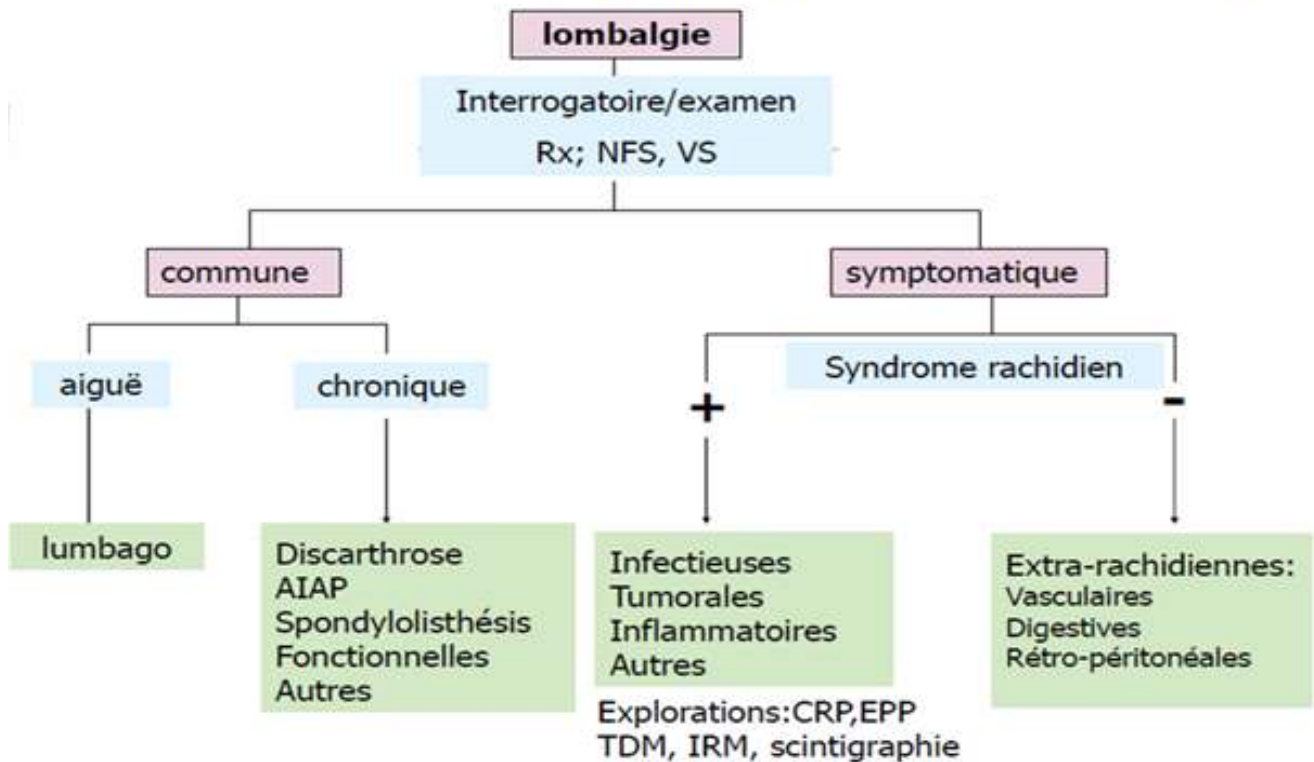 lombalgie
Interrogatoire/examen
Rx; NFS, VS
commune
symptomatique
aiguë
chronique
Syndrome rachidien
+
-
lumbago
Discarthrose
AIAP
Spondylolisthésis
Fonctionnelles
Autres
Infectieuses
Tumorales
Inflammatoires
Autres
Extra-rachidiennes:
Vasculaires
Digestives
Rétro-péritonéales
Explorations:CRP,EPP
TDM, IRM, scintigraphie